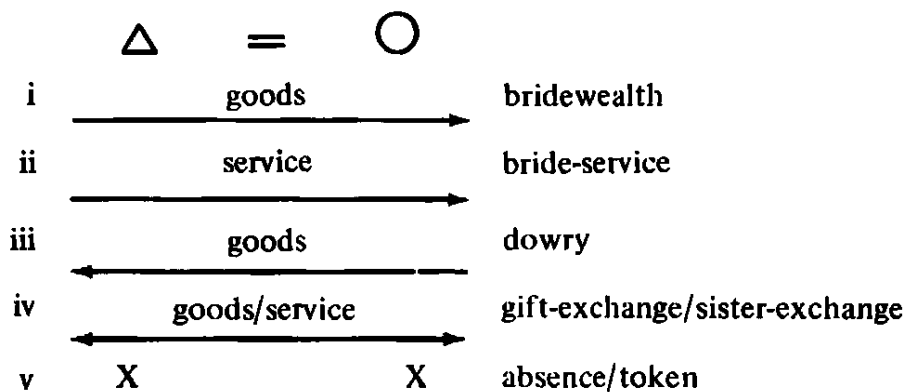 i goods bridewealth
ii service bride-service
iii goods dowry
iv goods/service gift-exchange/sister-exchange
v X X absence/token